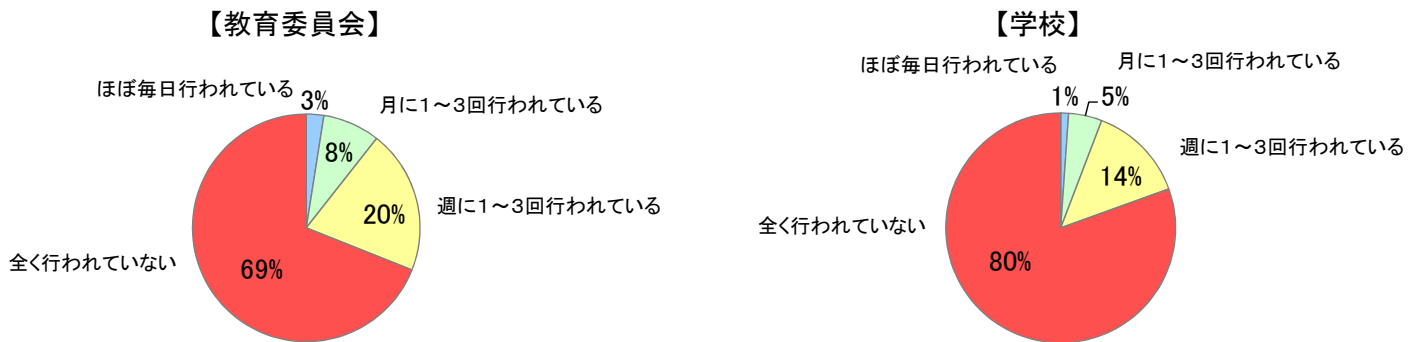 【教育委員会】
ほぼ毎日行われている
3%
月に1～3回行われている
8%
週に1～3回行われている
20%
全く行われていない
69%
【学校】
ほぼ毎日行われている
1%
月に1～3回行われている
5%
週に1～3回行われている
14%
全く行われていない
80%